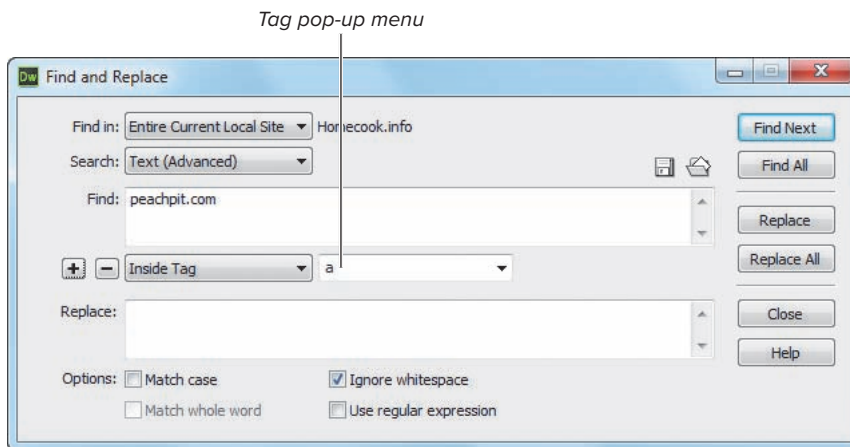 Tag pop-up menu
Dw Find and Replace
Find in: Entire Current Local Site Homecook.info Find Next
Search: Text (Advanced) Find All
Find: peachpit.com
Replace
Inside Tag a Replace All
Replace: Close
Help
Options: Match case Ignore whitespace
Match whole word Use regular expression